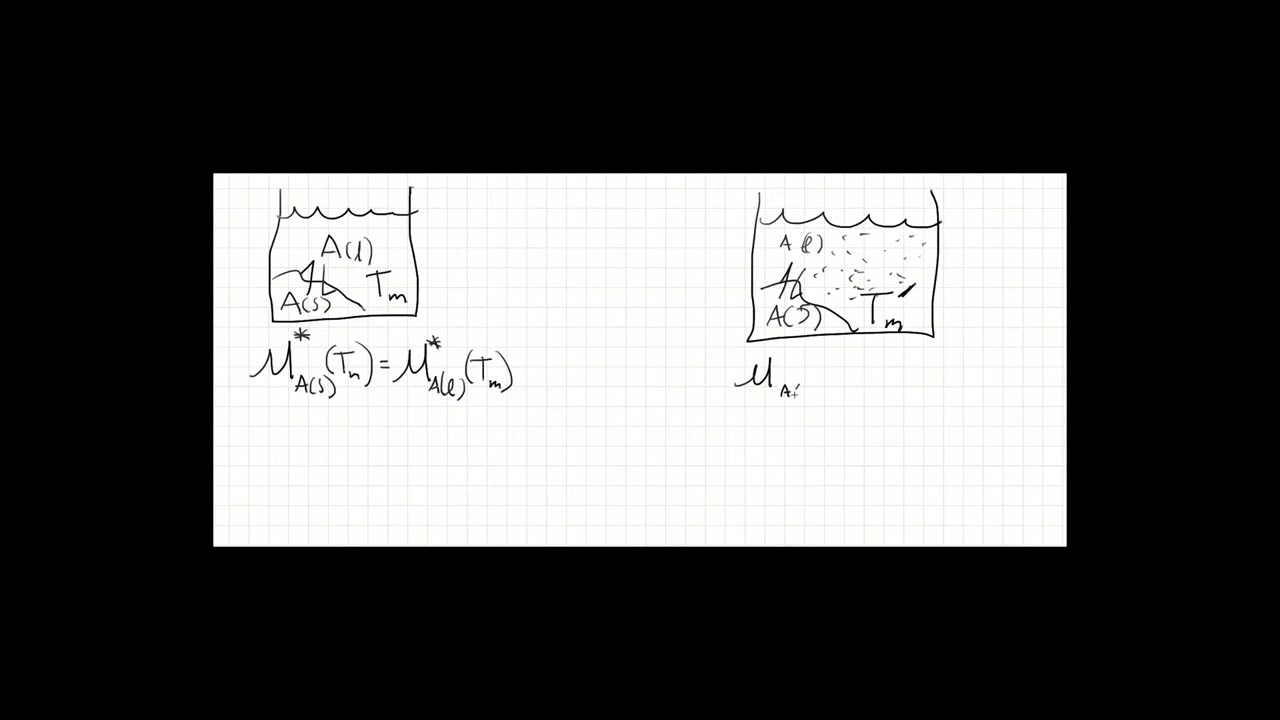 A(l)
A(s) Tm
μ*A(s)(Tm) = μ*A(l)(Tm)
A(l)
A(s) Tm'
μA